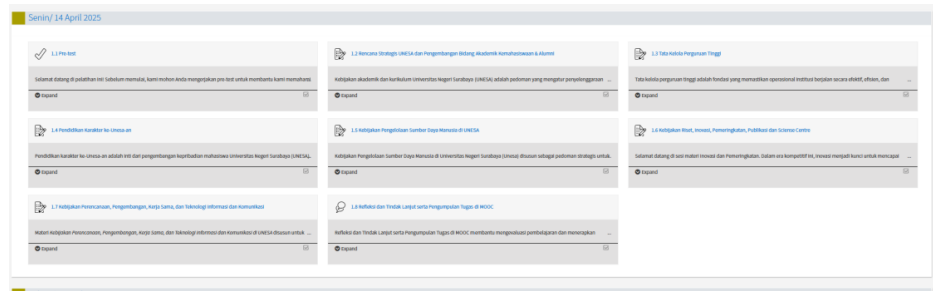 Senin/ 14 April 2025
1.1 Pre-test
Selamat datang di pelatihan ini! Sebelum memulai, kami mohon Anda mengerjakan pre-test untuk membantu kami memahami
Expand
1.2 Rencana Strategis UNESA dan Pengembangan Bidang Akademik Kemahasiswaan & Alumni
Kebijakan akademik dan kurikulum Universitas Negeri Surabaya (UNESA) adalah pedoman yang mengatur penyelenggaraan ...
Expand
1.3 Tata Kelola Perguruan Tinggi
Tata kelola perguruan tinggi adalah fondasi yang memastikan operasional institusi berjalan secara efektif, efisien, dan ...
Expand
1.4 Pendidikan Karakter Ke-Unesa-an
Pendidikan Karakter Ke-Unesa-an adalah inti dari pengembangan kepribadian mahasiswa Universitas Negeri Surabaya (UNESA).
Expand
1.5 Kebijakan Pengelolaan Sumber Daya Manusia di UNESA
Kebijakan Pengelolaan Sumber Daya Manusia di Universitas Negeri Surabaya (Unesa) disusun sebagai pedoman strategis untuk
Expand
1.6 Kebijakan Riset, Inovasi, Pemeringkatan, Publikasi dan Science Centre
Selamat datang di sesi materi Inovasi dan Pemeringkatan. Dalam era kompetitif ini, inovasi menjadi kunci untuk mencapai ...
Expand
1.7 Kebijakan Perencanaan, Pengembangan, Kerja Sama, dan Teknologi Informasi dan Komunikasi
Materi Kebijakan Perencanaan, Pengembangan, Kerja Sama, dan Teknologi Informasi dan Komunikasi di UNESA disusun untuk ...
Expand
1.8 Refleksi dan Tindak Lanjut serta Pengumpulan Tugas di MOOC
Refleksi dan Tindak Lanjut serta Pengumpulan Tugas di MOOC membantu mengevaluasi pembelajaran dan menerapkan ...
Expand